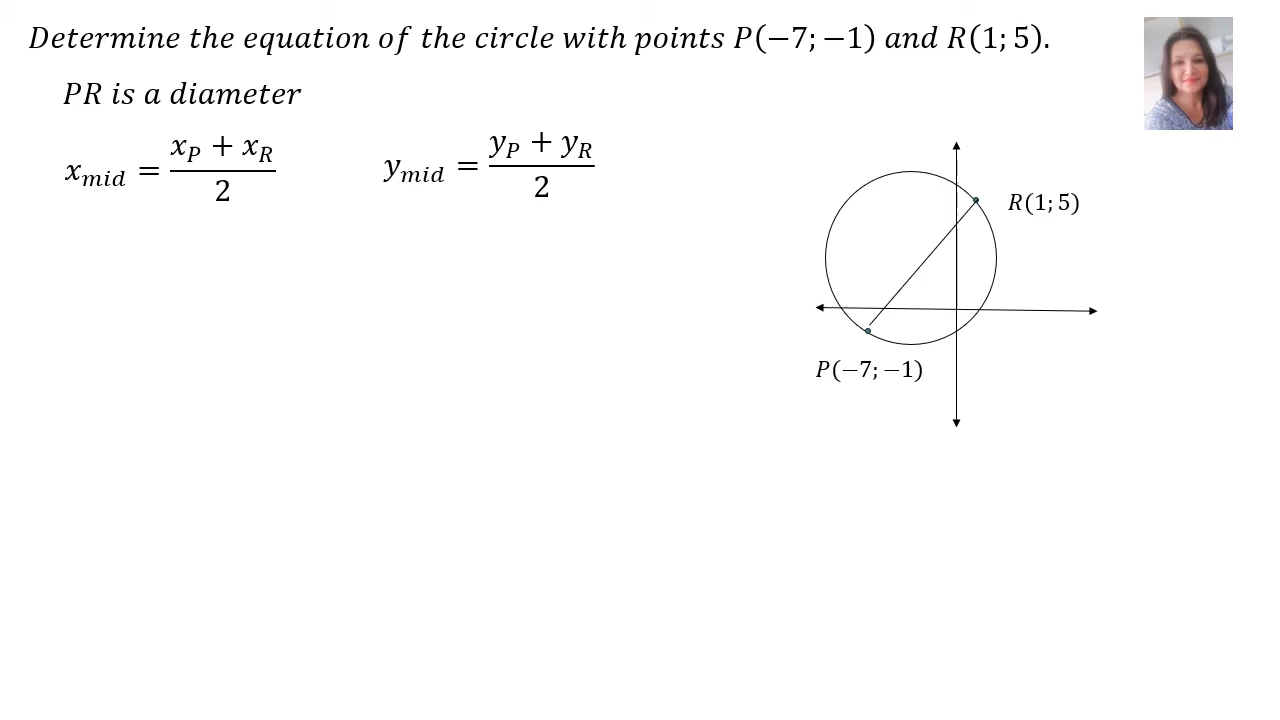 Determine the equation of the circle with points P(−7; −1) and R(1; 5).
PR is a diameter
x_mid = (x_P + x_R)/2
y_mid = (y_P + y_R)/2
R(1; 5)
P(−7; −1)